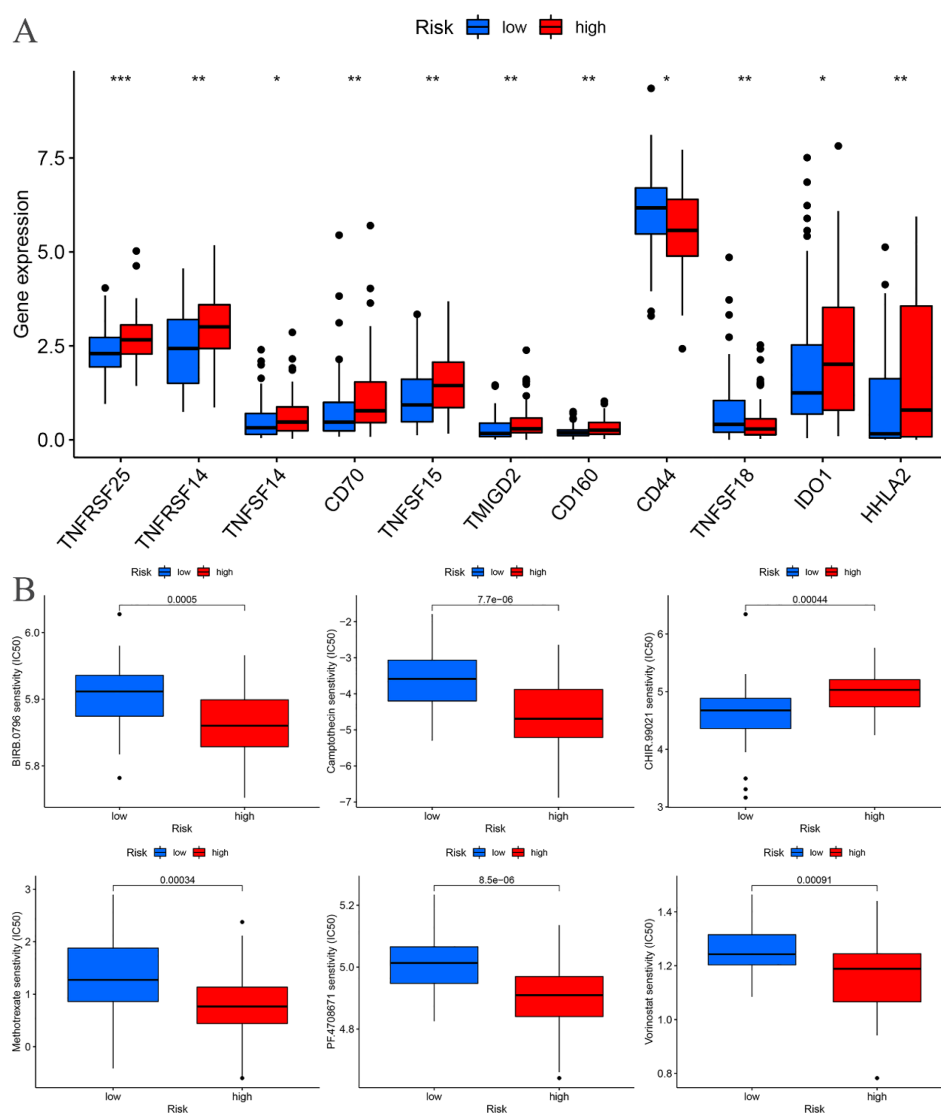 A
Risk low high
*** ** * ** ** ** ** * ** * **
Gene expression
7.5
5.0
2.5
0.0
TNFRSF25 TNFRSF14 TNFSF14 CD70 TNFSF15 TMIGD2 CD160 CD44 TNFSF18 IDO1 HHLA2
B
Risk low high
0.0005
BIRB.0796 senstivity (IC50)
6.0
5.9
5.8
low high
Risk
Risk low high
7.7e−06
Camptothecin senstivity (IC50)
−2
−3
−4
−5
−6
−7
low high
Risk
Risk low high
0.00044
CHIR.99021 senstivity (IC50)
6
5
4
3
low high
Risk
Risk low high
0.00034
Methotrexate senstivity (IC50)
3
2
1
0
low high
Risk
Risk low high
8.5e−06
PF.4708671 senstivity (IC50)
5.2
5.0
4.8
low high
Risk
Risk low high
0.00091
Vorinostat senstivity (IC50)
1.4
1.2
1.0
0.8
low high
Risk